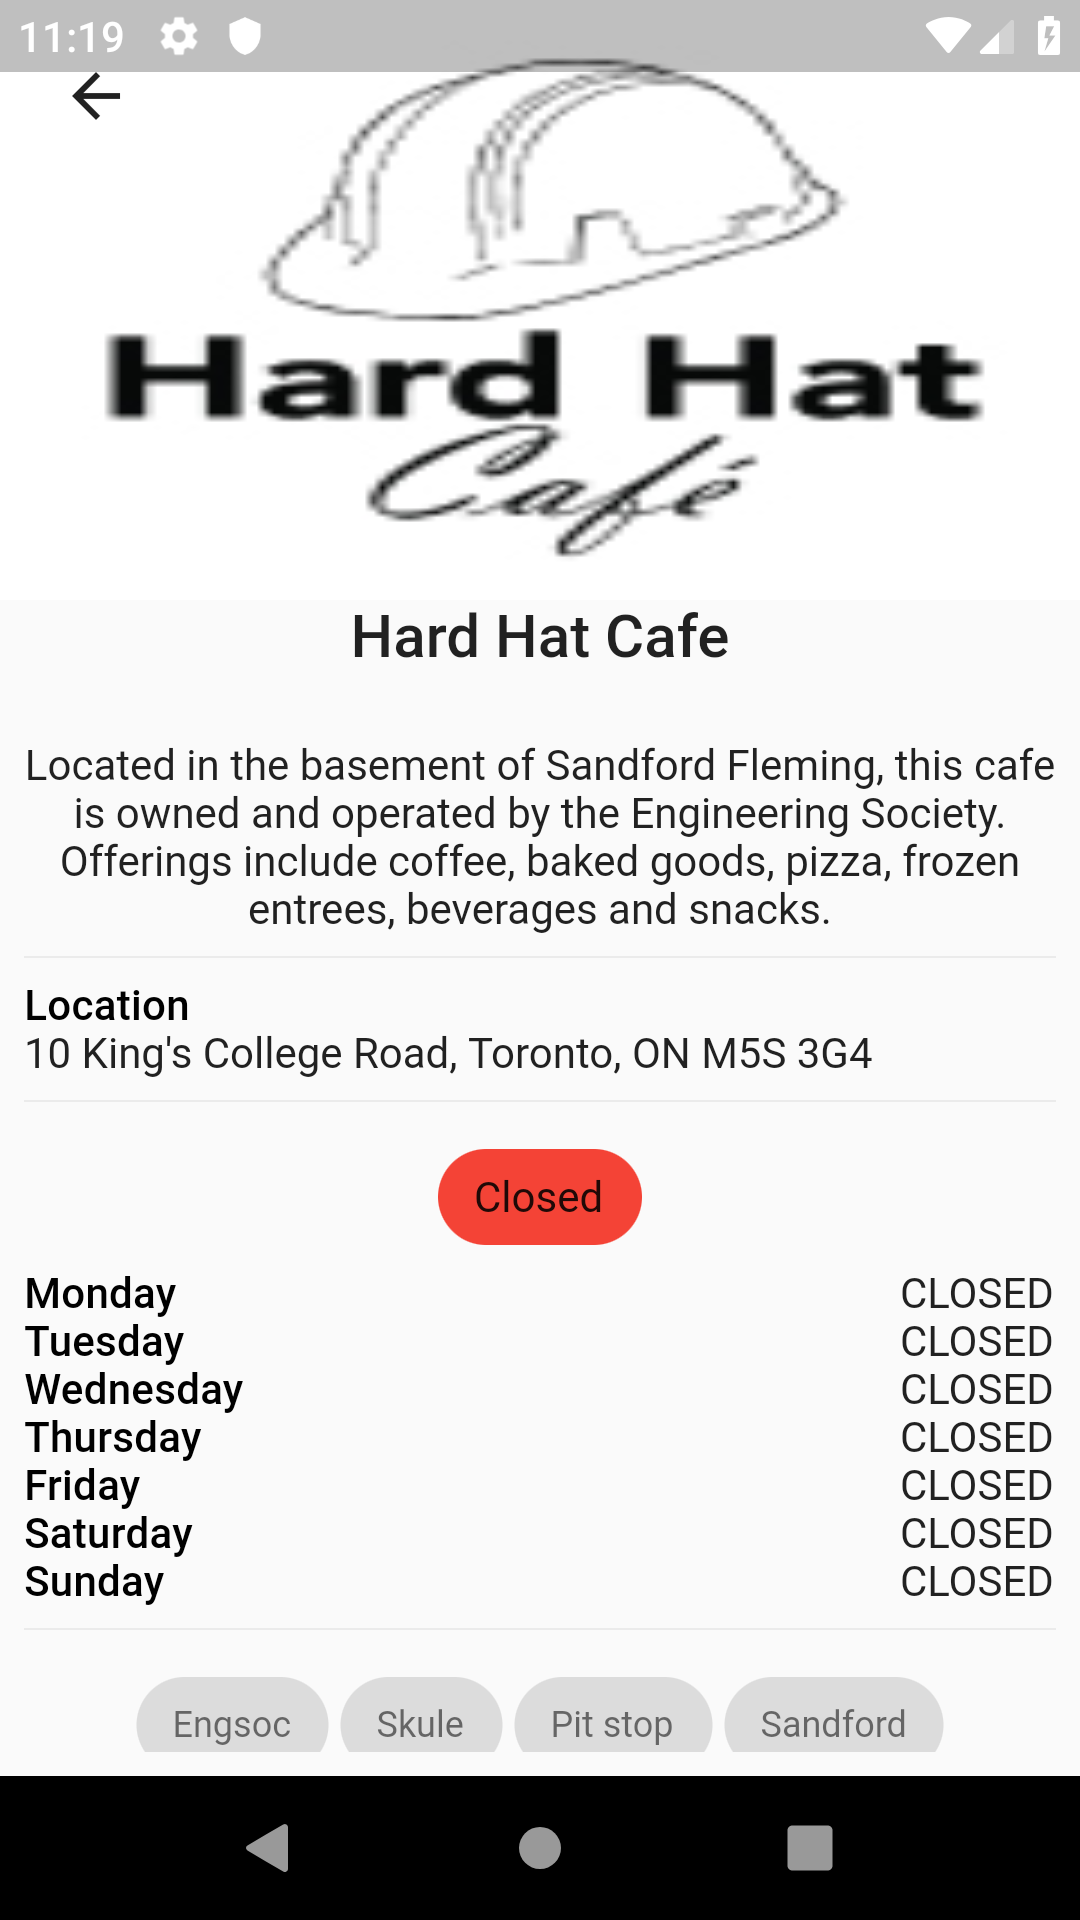 11:19
Hard Hat
Café
Hard Hat Cafe
Located in the basement of Sandford Fleming, this cafe
is owned and operated by the Engineering Society.
Offerings include coffee, baked goods, pizza, frozen
entrees, beverages and snacks.
Location
10 King's College Road, Toronto, ON M5S 3G4
Closed
Monday CLOSED
Tuesday CLOSED
Wednesday CLOSED
Thursday CLOSED
Friday CLOSED
Saturday CLOSED
Sunday CLOSED
Engsoc Skule Pit stop Sandford